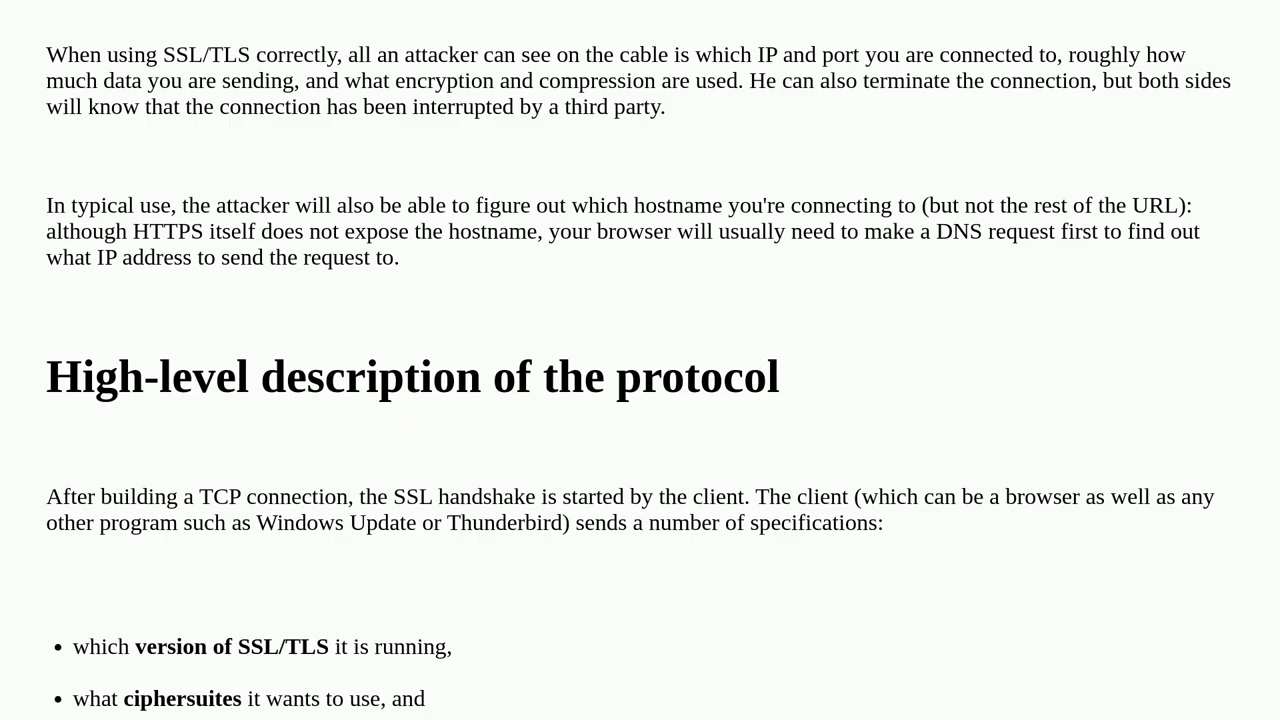 When using SSL/TLS correctly, all an attacker can see on the cable is which IP and port you are connected to, roughly how
much data you are sending, and what encryption and compression are used. He can also terminate the connection, but both sides
will know that the connection has been interrupted by a third party.
In typical use, the attacker will also be able to figure out which hostname you're connecting to (but not the rest of the URL):
although HTTPS itself does not expose the hostname, your browser will usually need to make a DNS request first to find out
what IP address to send the request to.
High-level description of the protocol
After building a TCP connection, the SSL handshake is started by the client. The client (which can be a browser as well as any
other program such as Windows Update or Thunderbird) sends a number of specifications:
• which version of SSL/TLS it is running,
• what ciphersuites it wants to use, and